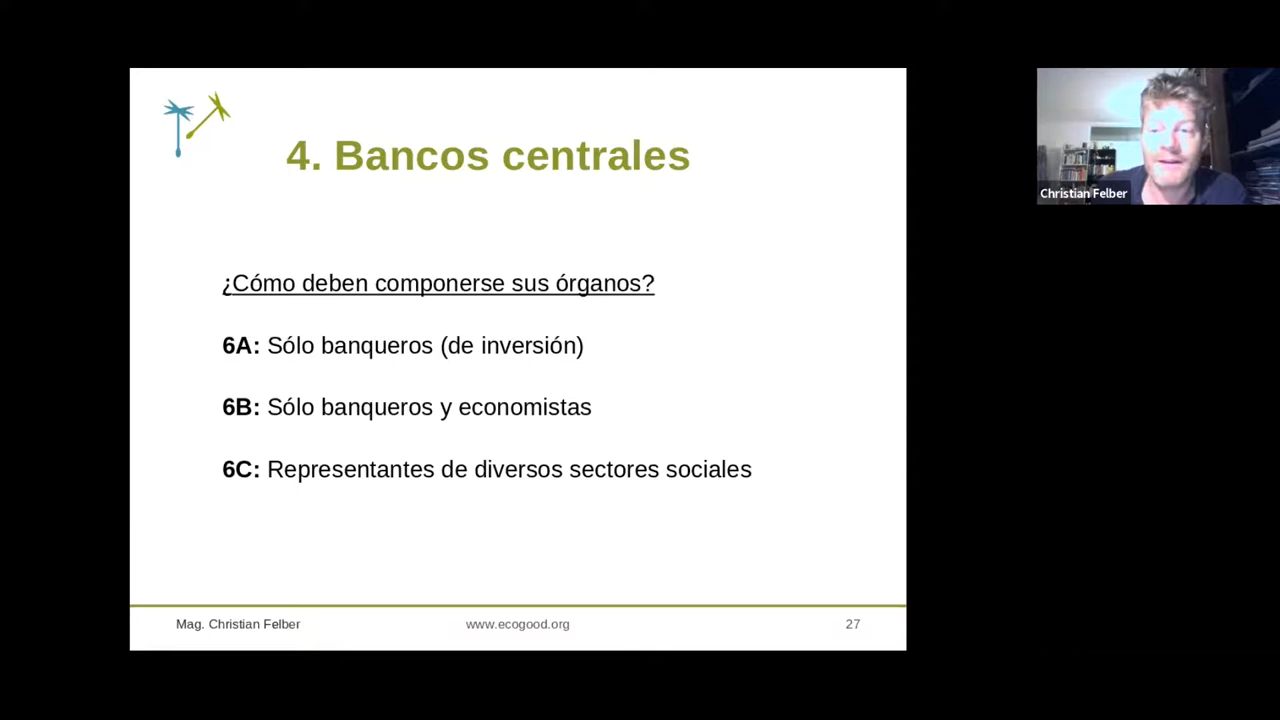 4. Bancos centrales
Christian Felber
¿Cómo deben componerse sus órganos?
6A: Sólo banqueros (de inversión)
6B: Sólo banqueros y economistas
6C: Representantes de diversos sectores sociales
Mag. Christian Felber
www.ecogood.org
27